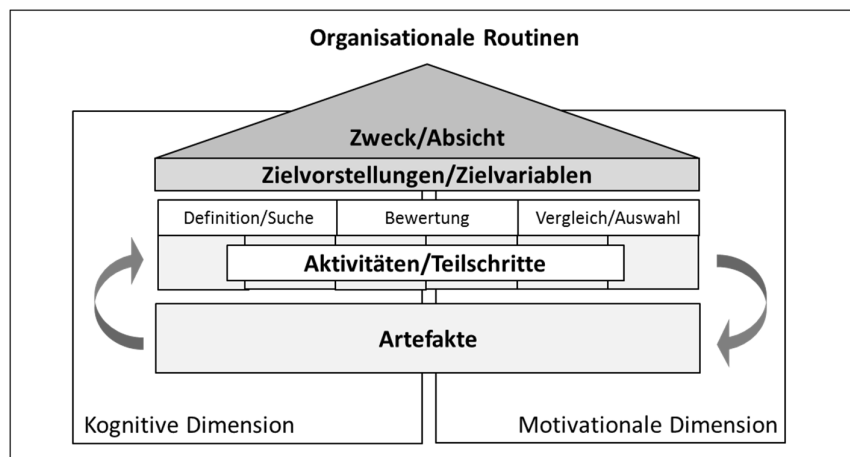 Organisationale Routinen
Zweck/Absicht
Zielvorstellungen/Zielvariablen
Definition/Suche
Bewertung
Vergleich/Auswahl
Aktivitäten/Teilschritte
Artefakte
Kognitive Dimension
Motivationale Dimension